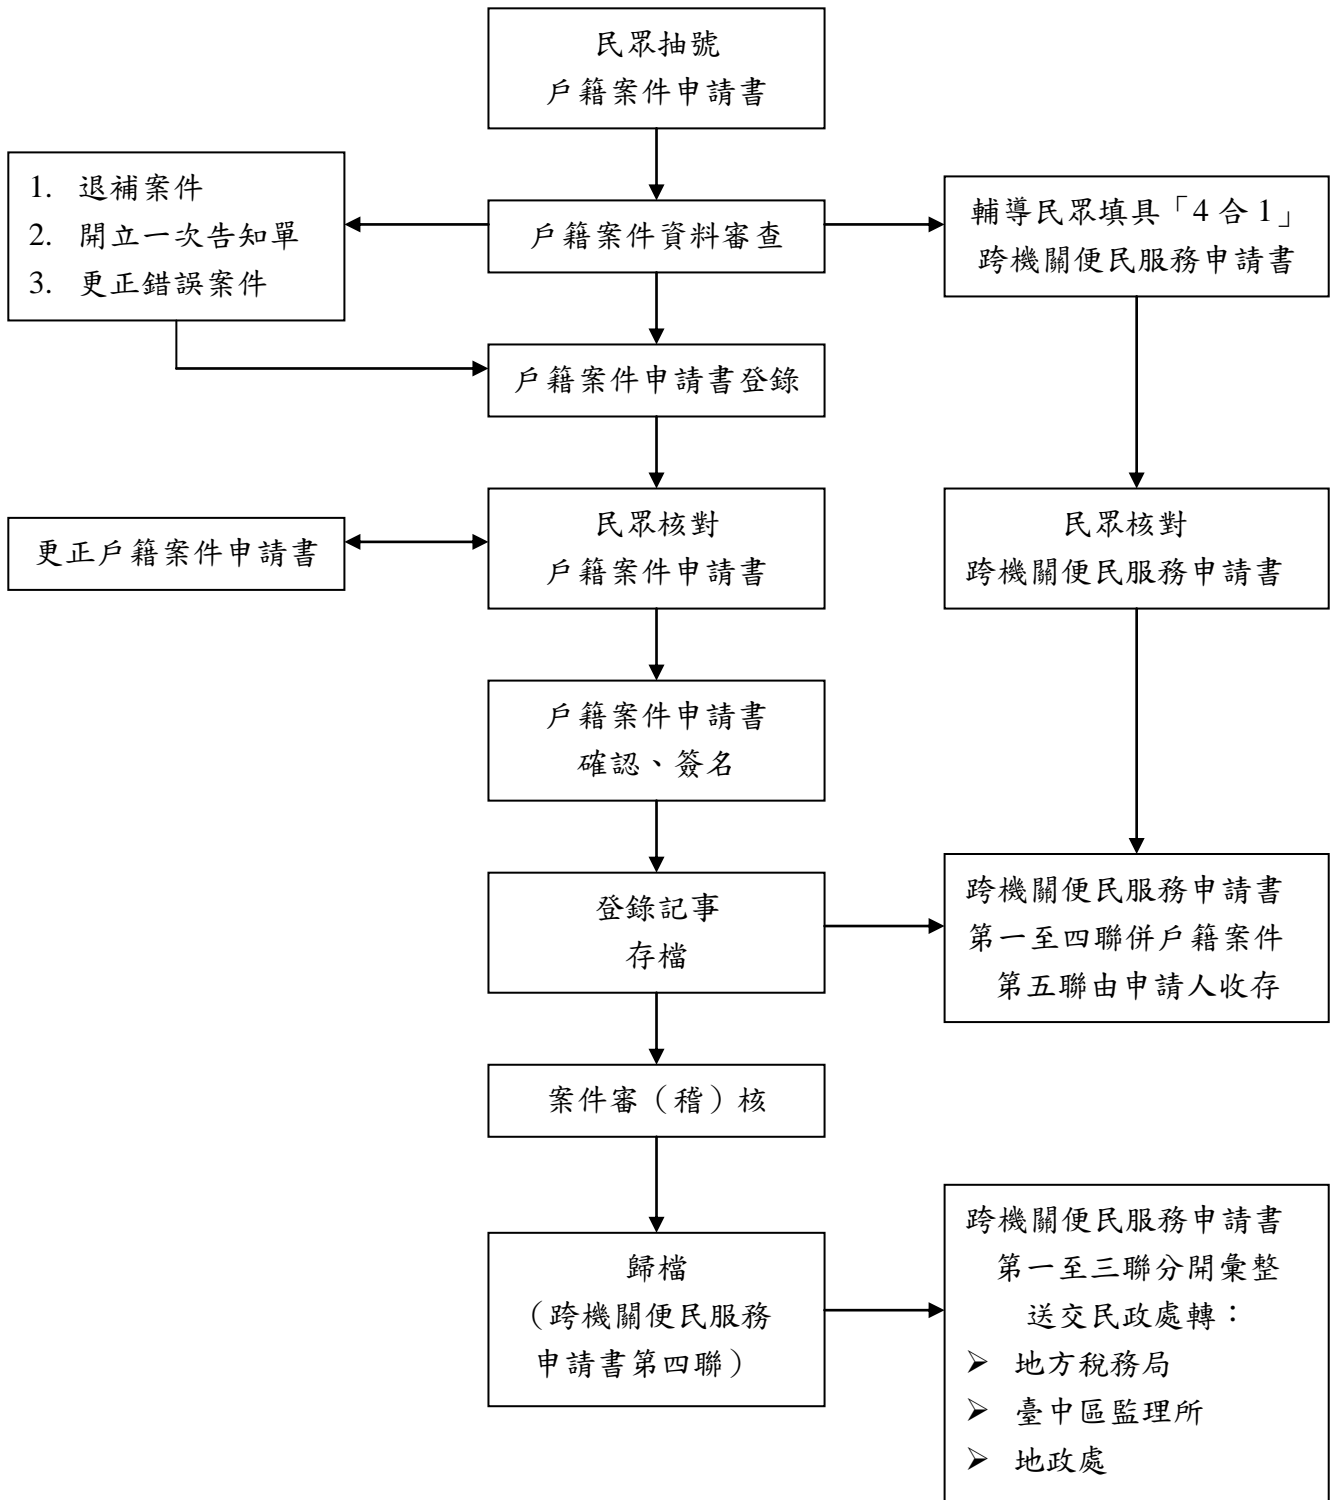 民眾抽號
戶籍案件申請書
1. 退補案件
2. 開立一次告知單
3. 更正錯誤案件
戶籍案件資料審查
輔導民眾填具「4合1」
跨機關便民服務申請書
戶籍案件申請書登錄
更正戶籍案件申請書
民眾核對
戶籍案件申請書
民眾核對
跨機關便民服務申請書
戶籍案件申請書
確認、簽名
登錄記事
存檔
跨機關便民服務申請書
第一至四聯併戶籍案件
第五聯由申請人收存
案件審（稽）核
歸檔
（跨機關便民服務
申請書第四聯）
跨機關便民服務申請書
第一至三聯分開彙整
送交民政處轉：
➢ 地方稅務局
➢ 臺中區監理所
➢ 地政處